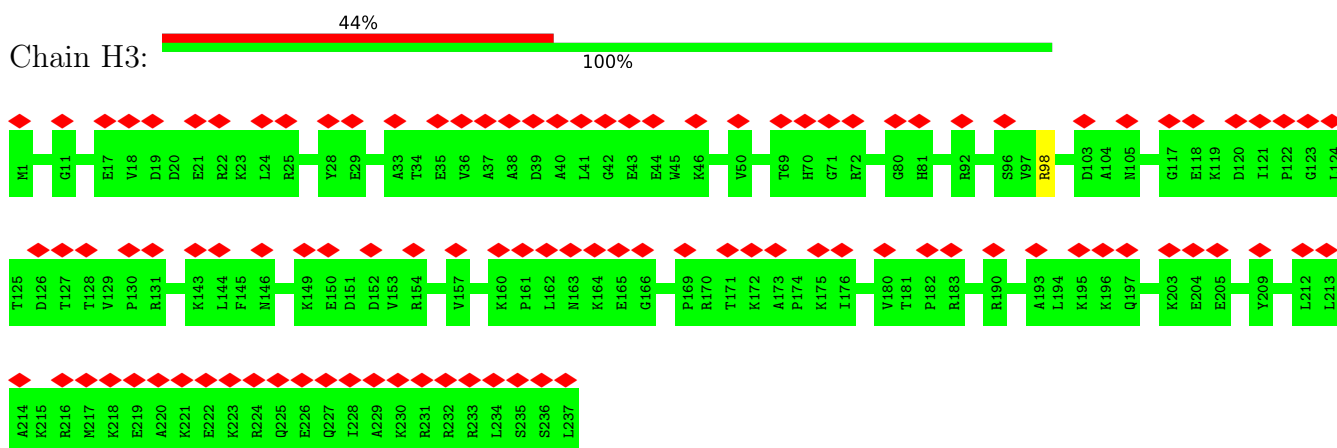 44%
Chain H3:
100%
M1 G11 E17 V18 D19 D20 E21 R22 K23 L24 R25 Y28 E29 A33 T34 E35 V36 A37 A38 D39 A40 L41 G42 E43 E44 W45 K46 V50 T69 H70 G71 R72 G80 H81 R92 S96 V97 R98 D103 A104 N105 G117 E118 K119 D120 I121 P122 G123 L124
T125 D126 T127 T128 V129 P130 R131 K143 L144 F145 N146 K149 E150 D151 D152 V153 R154 V157 K160 P161 L162 N163 K164 E165 G166 P169 R170 T171 K172 A173 P174 K175 I176 V180 T181 P182 R183 R190 A193 L194 K195 K196 Q197 K203 E204 E205 Y209 L212 L213
A214 K215 R216 M217 K218 E219 A220 K221 E222 K223 R224 Q225 E226 Q227 I228 A229 K230 R231 R232 R233 L234 S235 S236 L237